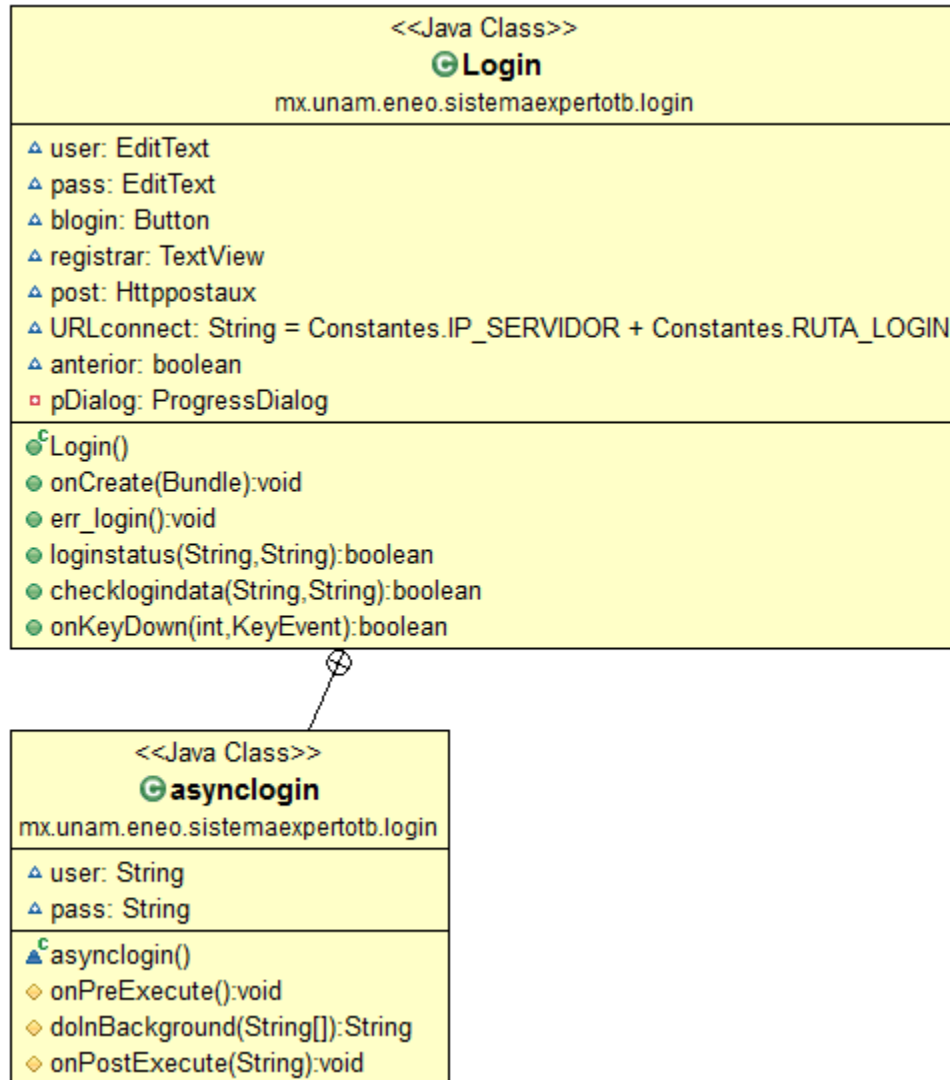 <<Java Class>>
C Login
mx.unam.eneo.sistemaexpertotb.login
user: EditText
pass: EditText
blogin: Button
registrar: TextView
post: Httppostaux
URLconnect: String = Constantes.IP_SERVIDOR + Constantes.RUTA_LOGIN
anterior: boolean
pDialog: ProgressDialog
c Login()
onCreate(Bundle):void
err_login():void
loginstatus(String,String):boolean
checklogindata(String,String):boolean
onKeyDown(int,KeyEvent):boolean
<<Java Class>>
C asynclogin
mx.unam.eneo.sistemaexpertotb.login
user: String
pass: String
c asynclogin()
onPreExecute():void
doInBackground(String[]):String
onPostExecute(String):void